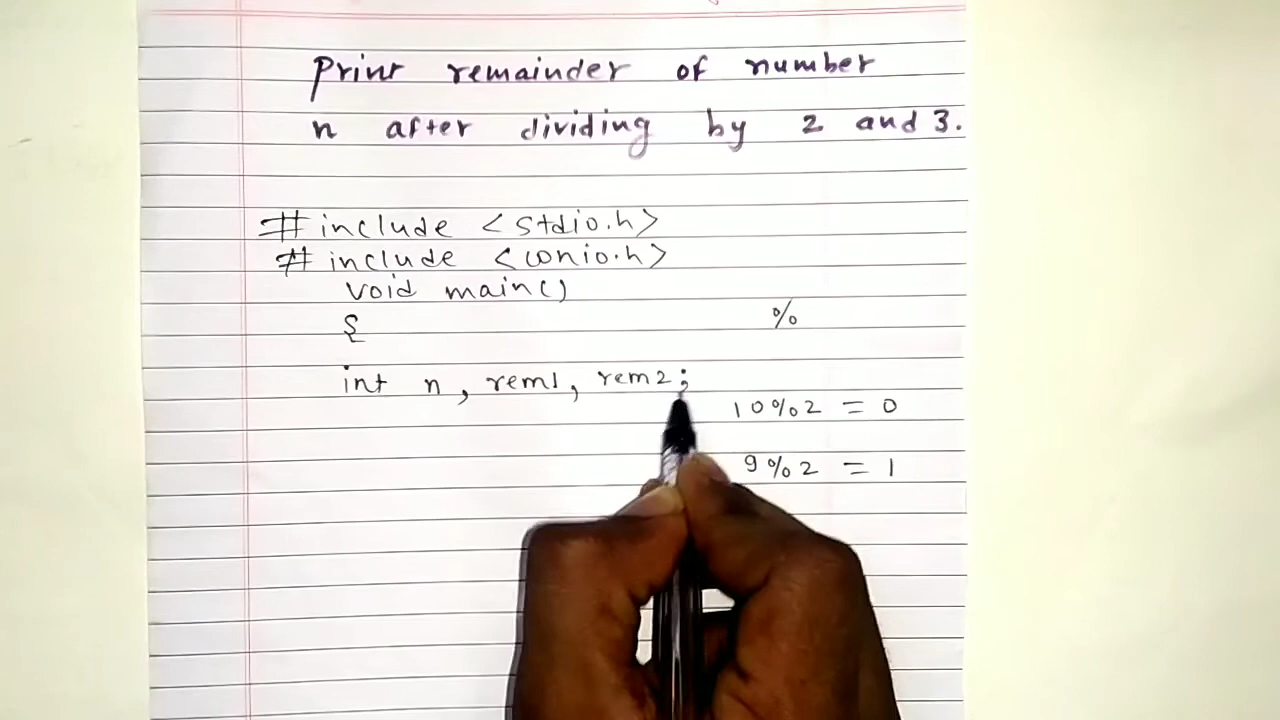 Print remainder of number
n after dividing by 2 and 3.
#include <stdio.h>
#include <conio.h>
void main()
{
%
int n, rem1, rem2;
10%2 = 0
9%2 = 1